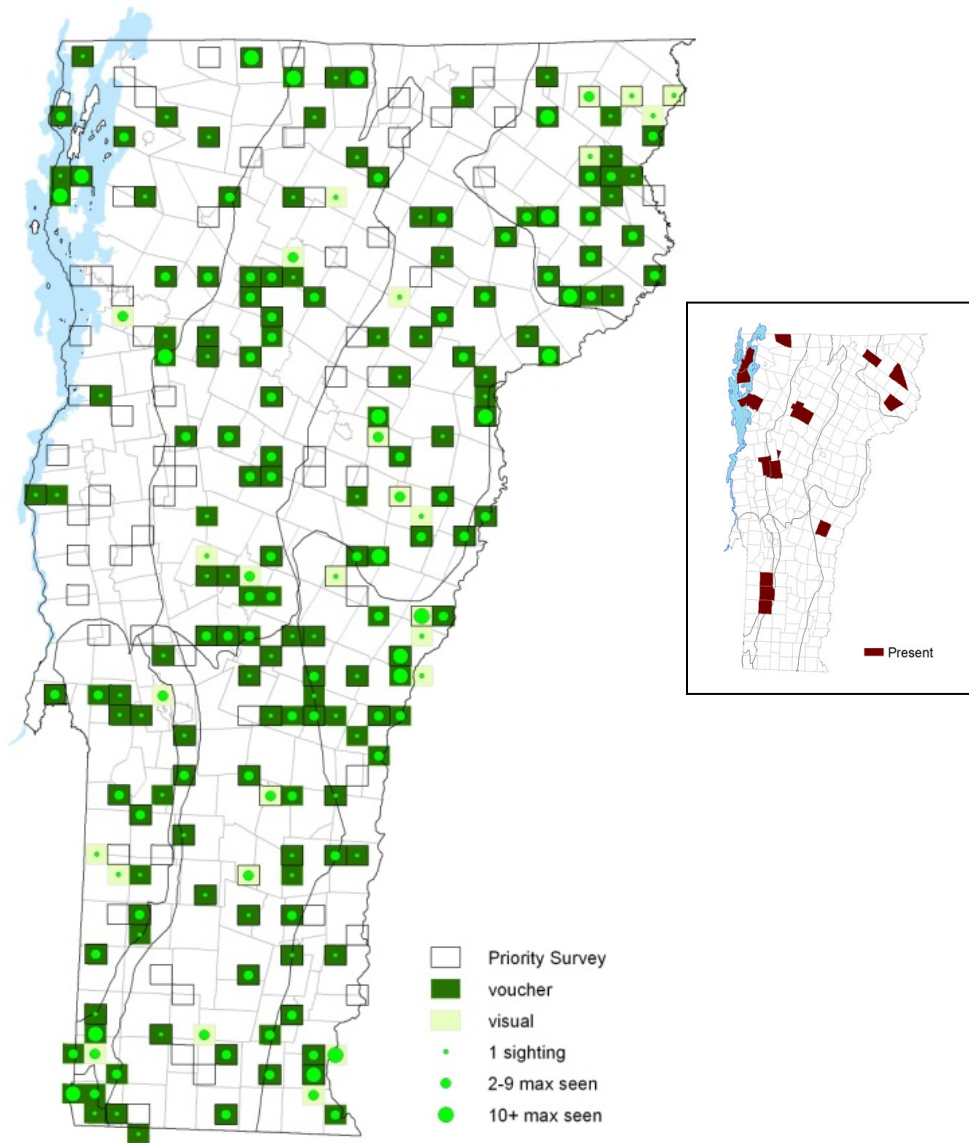 Present
Priority Survey
voucher
visual
1 sighting
2-9 max seen
10+ max seen